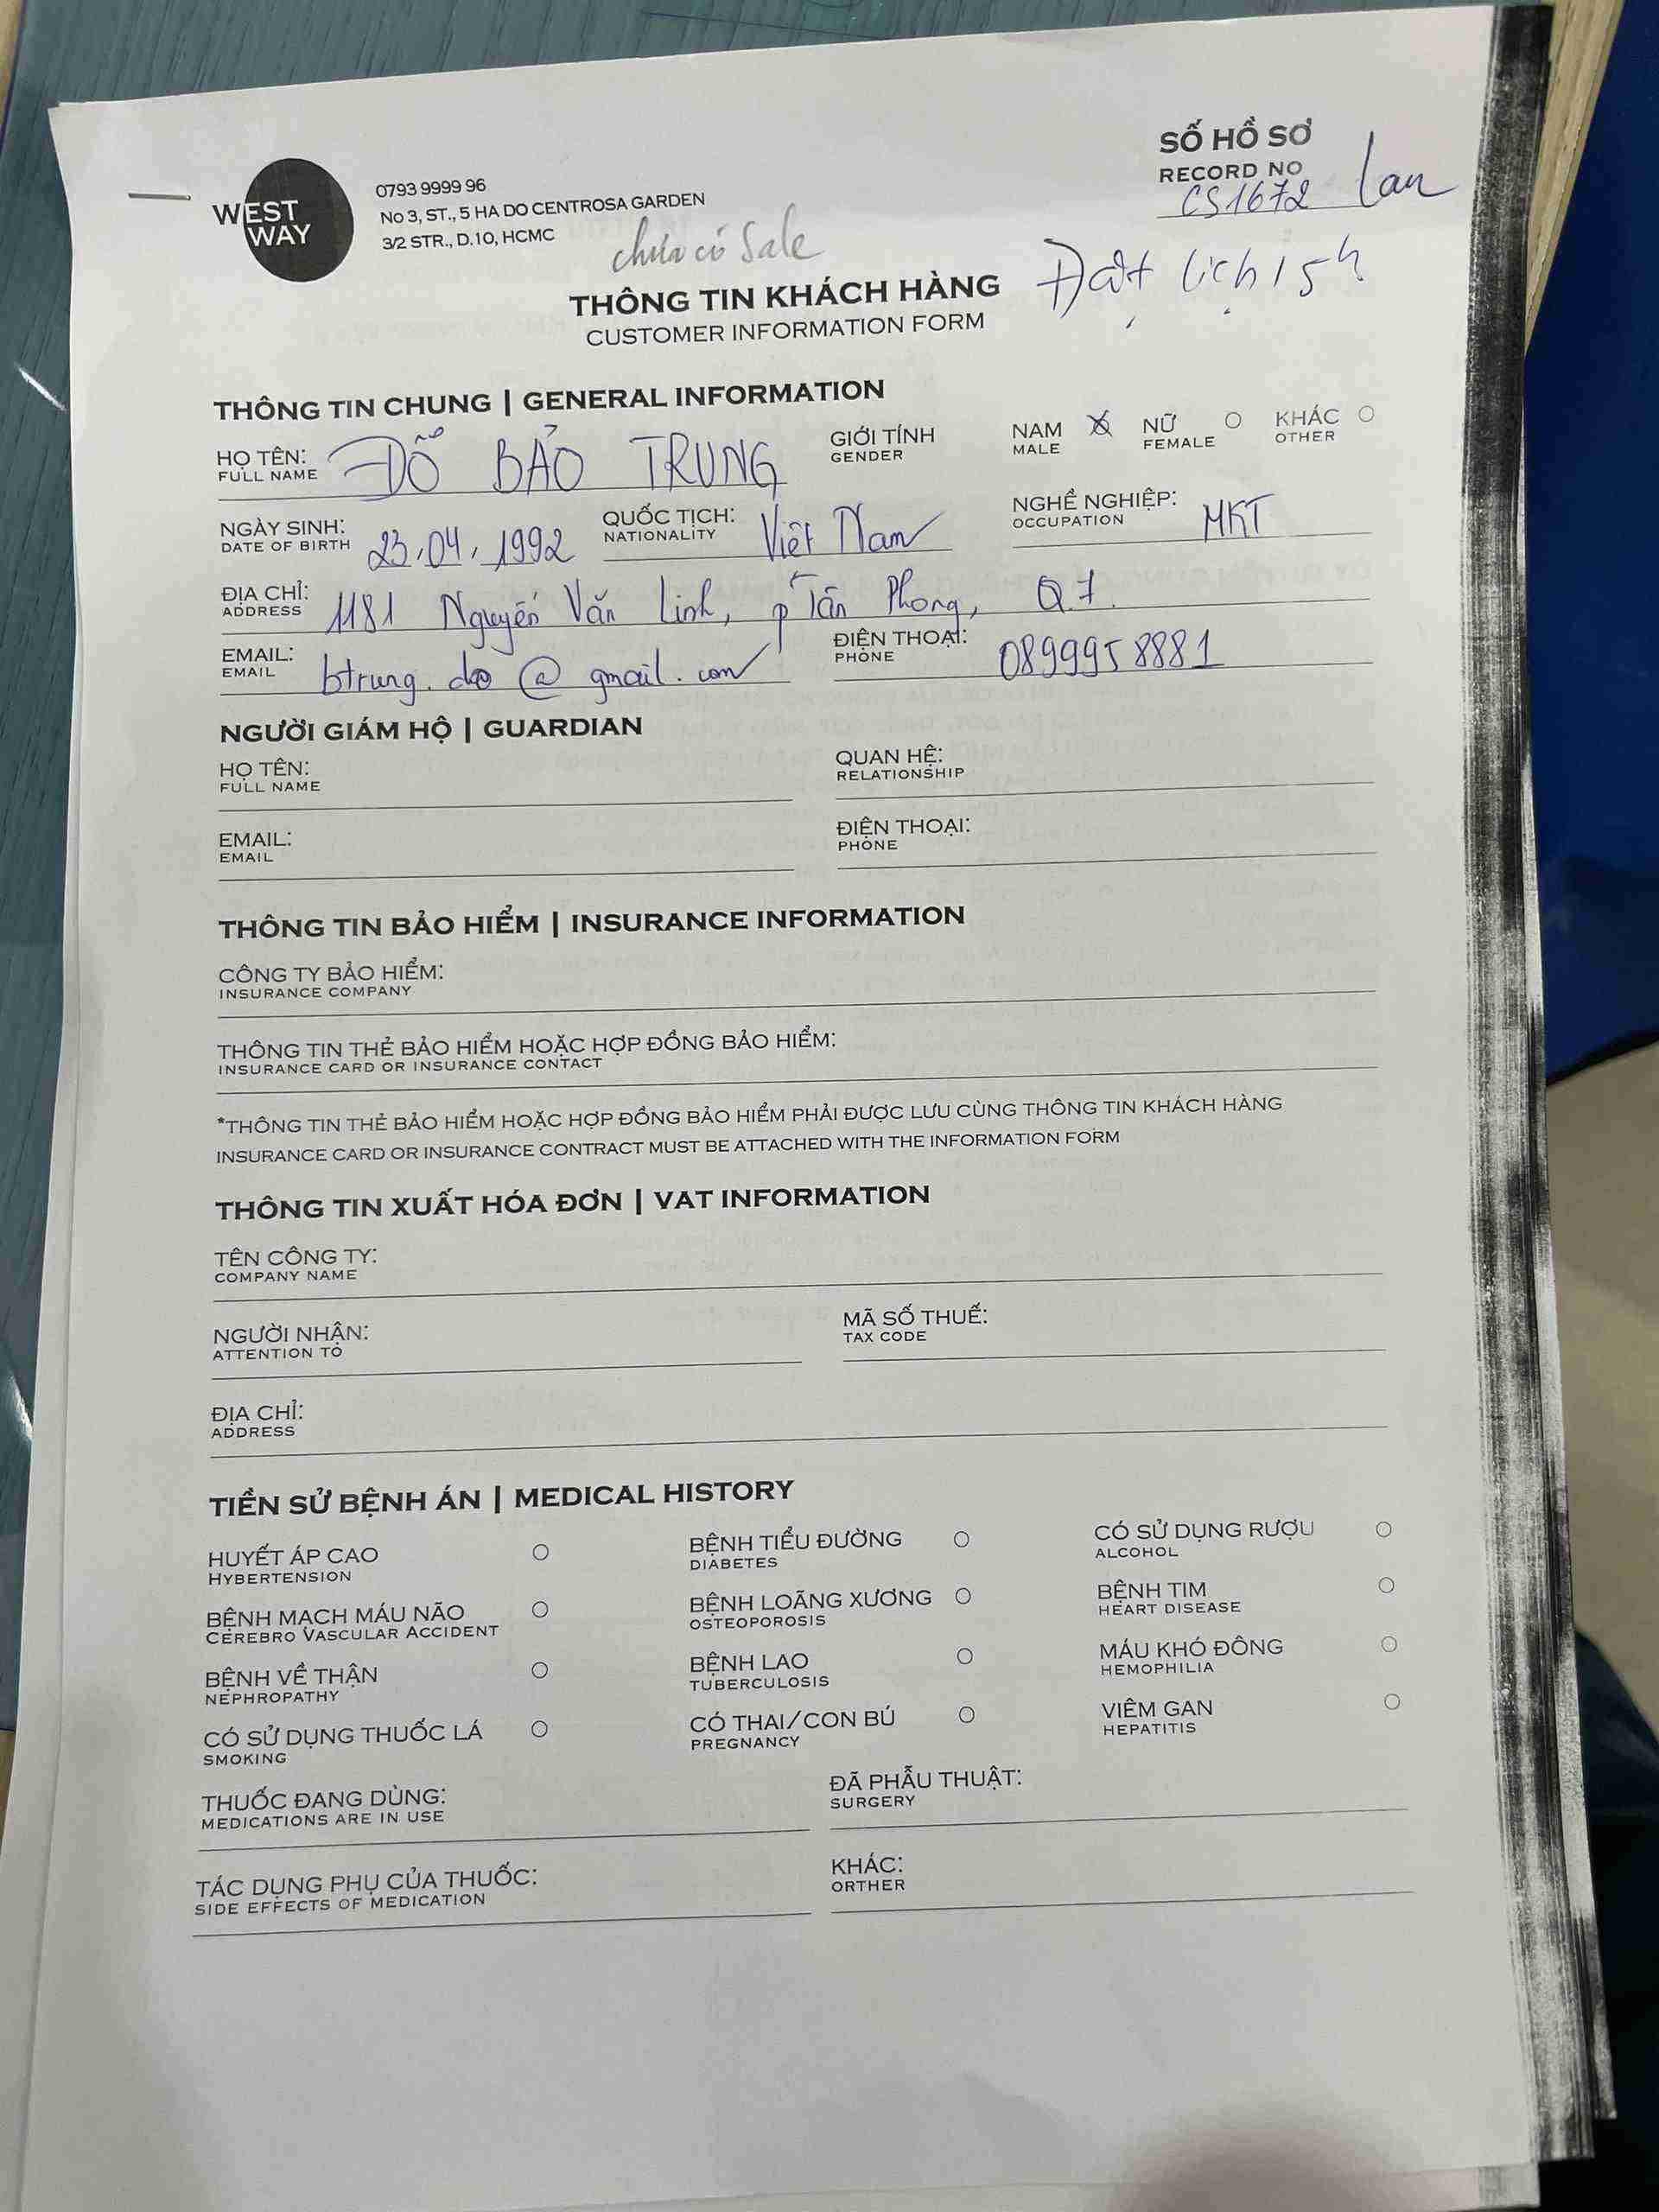 SỐ HỒ SƠ
RECORD NO
CS1672 Lan
WEST
WAY
0793 9999 96
No 3, ST., 5 HA DO CENTROSA GARDEN
3/2 STR., D.10, HCMC
chưa có Sale
Đặt lịch 15h
THÔNG TIN KHÁCH HÀNG
CUSTOMER INFORMATION FORM
THÔNG TIN CHUNG | GENERAL INFORMATION
HỌ TÊN: ĐỖ BẢO TRUNG GIỚI TÍNH NAM X NỮ KHÁC
FULL NAME GENDER MALE FEMALE OTHER
NGÀY SINH: 23.04.1992 QUỐC TỊCH: Việt Nam NGHỀ NGHIỆP: MKT
DATE OF BIRTH NATIONALITY OCCUPATION
ĐỊA CHỈ: 1181 Nguyễn Văn Linh, p Tân Phong, Q7.
ADDRESS
EMAIL: btrung.do@gmail.com ĐIỆN THOẠI: 0899958881
EMAIL PHONE
NGƯỜI GIÁM HỘ | GUARDIAN
HỌ TÊN: QUAN HỆ:
FULL NAME RELATIONSHIP
EMAIL: ĐIỆN THOẠI:
EMAIL PHONE
THÔNG TIN BẢO HIỂM | INSURANCE INFORMATION
CÔNG TY BẢO HIỂM:
INSURANCE COMPANY
THÔNG TIN THẺ BẢO HIỂM HOẶC HỢP ĐỒNG BẢO HIỂM:
INSURANCE CARD OR INSURANCE CONTACT
*THÔNG TIN THẺ BẢO HIỂM HOẶC HỢP ĐỒNG BẢO HIỂM PHẢI ĐƯỢC LƯU CÙNG THÔNG TIN KHÁCH HÀNG
INSURANCE CARD OR INSURANCE CONTRACT MUST BE ATTACHED WITH THE INFORMATION FORM
THÔNG TIN XUẤT HÓA ĐƠN | VAT INFORMATION
TÊN CÔNG TY:
COMPANY NAME
NGƯỜI NHẬN: MÃ SỐ THUẾ:
ATTENTION TO TAX CODE
ĐỊA CHỈ:
ADDRESS
TIỀN SỬ BỆNH ÁN | MEDICAL HISTORY
HUYẾT ÁP CAO BỆNH TIỂU ĐƯỜNG CÓ SỬ DỤNG RƯỢU
HYBERTENSION DIABETES ALCOHOL
BỆNH MẠCH MÁU NÃO BỆNH LOÃNG XƯƠNG BỆNH TIM
CEREBRO VASCULAR ACCIDENT OSTEOPOROSIS HEART DISEASE
BỆNH VỀ THẬN BỆNH LAO MÁU KHÓ ĐÔNG
NEPHROPATHY TUBERCULOSIS HEMOPHILIA
CÓ SỬ DỤNG THUỐC LÁ CÓ THAI/CON BÚ VIÊM GAN
SMOKING PREGNANCY HEPATITIS
THUỐC ĐANG DÙNG: ĐÃ PHẪU THUẬT:
MEDICATIONS ARE IN USE SURGERY
TÁC DỤNG PHỤ CỦA THUỐC: KHÁC:
SIDE EFFECTS OF MEDICATION ORTHER